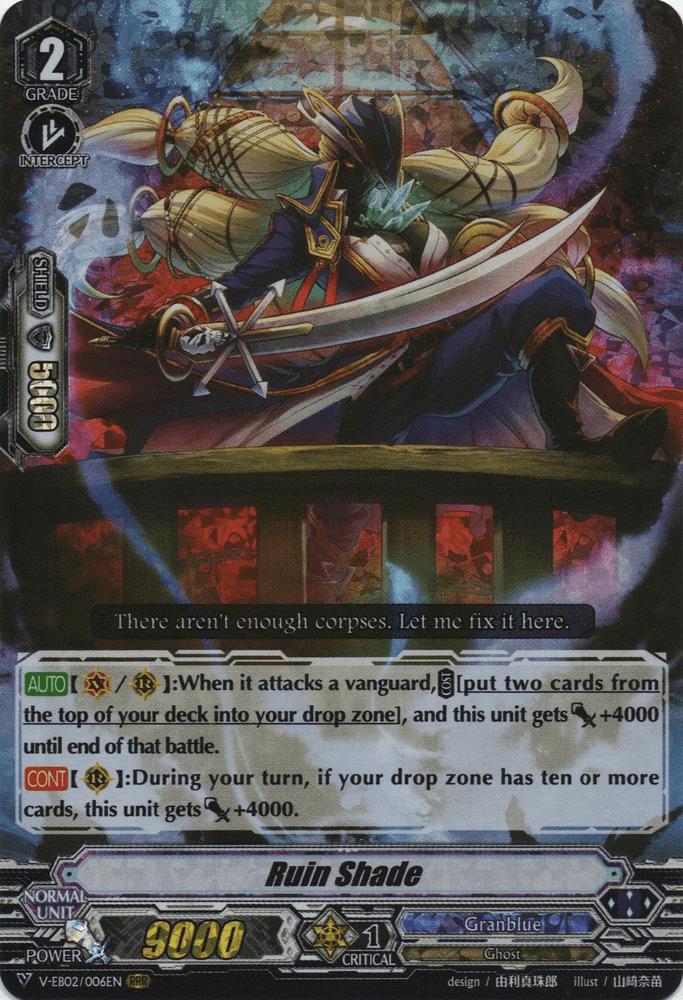 2
GRADE
INTERCEPT
SHIELD
5000
There aren't enough corpses. Let me fix it here.
AUTO【 V / R 】:When it attacks a vanguard, COST [put two cards from
the top of your deck into your drop zone], and this unit gets +4000
until end of that battle.
CONT【 R 】:During your turn, if your drop zone has ten or more
cards, this unit gets +4000.
Ruin Shade
NORMAL
UNIT
POWER 9000
1
CRITICAL
Granblue
Ghost
V-EB02/006EN RRR
design / 由利真珠郎 illust / 山﨑奈苗